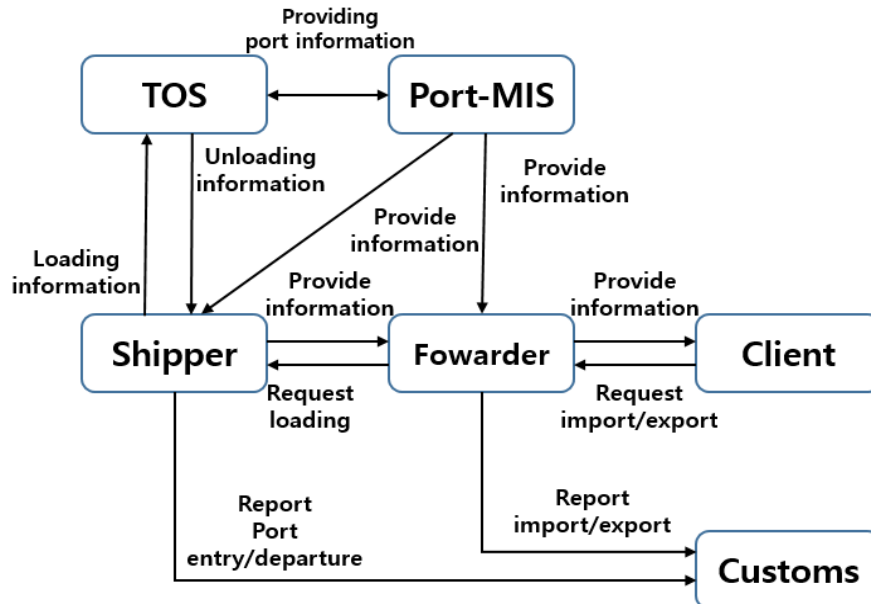 Providing
port information
TOS
Port-MIS
Unloading
information
Provide
information
Provide
information
Loading
information
Provide
information
Provide
information
Shipper
Fowarder
Client
Request
loading
Request
import/export
Report
Port
entry/departure
Report
import/export
Customs